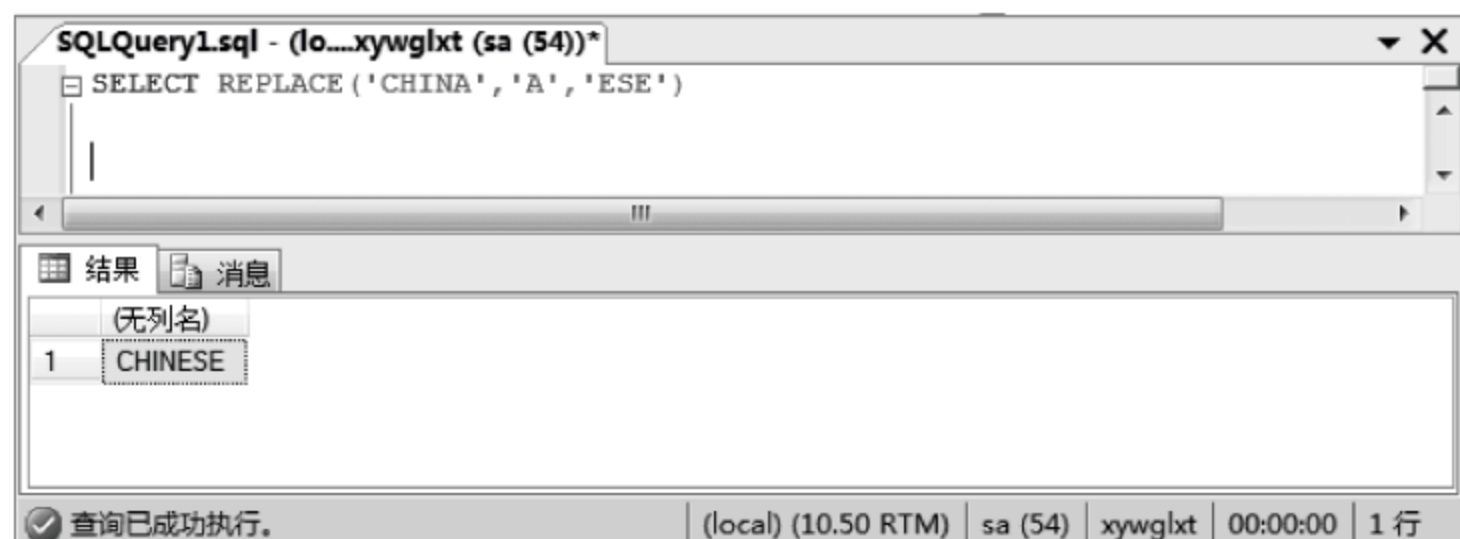 SQLQuery1.sql - (lo....xywglxt (sa (54))*
SELECT REPLACE('CHINA','A','ESE')
结果 消息
(无列名)
1 CHINESE
查询已成功执行。 (local) (10.50 RTM) sa (54) xywglxt 00:00:00 1 行